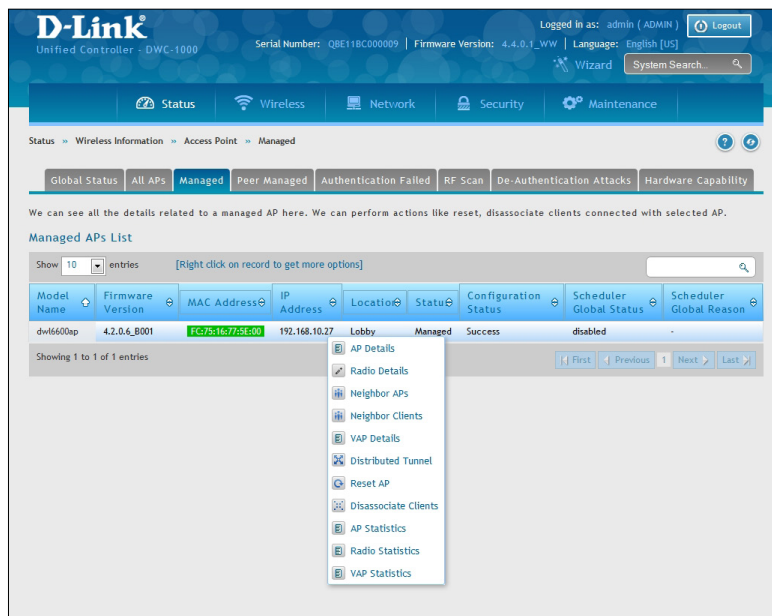 D-Link®
Unified Controller - DWC-1000
Logged in as: admin ( ADMIN )
Logout
Serial Number: QBE11BC000009 | Firmware Version: 4.4.0.1_WW | Language: English [US]
Wizard
System Search...
Status
Wireless
Network
Security
Maintenance
Status » Wireless Information » Access Point » Managed
Global Status
All APs
Managed
Peer Managed
Authentication Failed
RF Scan
De-Authentication Attacks
Hardware Capability
We can see all the details related to a managed AP here. We can perform actions like reset, disassociate clients connected with selected AP.
Managed APs List
Show 10 entries [Right click on record to get more options]
Model Name
Firmware Version
MAC Address
IP Address
Location
Status
Configuration Status
Scheduler Global Status
Scheduler Global Reason
dwl6600ap 4.2.0.6_B001 FC:75:16:77:5E:00 192.168.10.27 Lobby Managed Success disabled -
Showing 1 to 1 of 1 entries
First Previous 1 Next Last
AP Details
Radio Details
Neighbor APs
Neighbor Clients
VAP Details
Distributed Tunnel
Reset AP
Disassociate Clients
AP Statistics
Radio Statistics
VAP Statistics